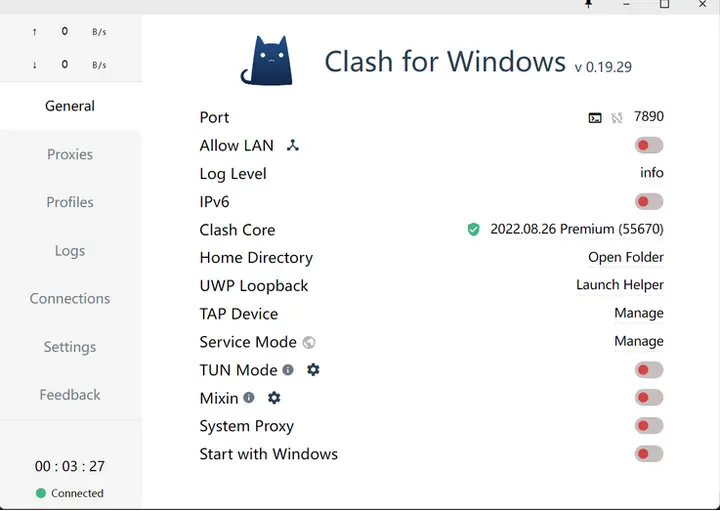 ↑ 0 B/s
↓ 0 B/s
General
Proxies
Profiles
Logs
Connections
Settings
Feedback
00 : 03 : 27
Connected
Clash for Windows v 0.19.29
Port 7890
Allow LAN
Log Level info
IPv6
Clash Core 2022.08.26 Premium (55670)
Home Directory Open Folder
UWP Loopback Launch Helper
TAP Device Manage
Service Mode Manage
TUN Mode
Mixin
System Proxy
Start with Windows